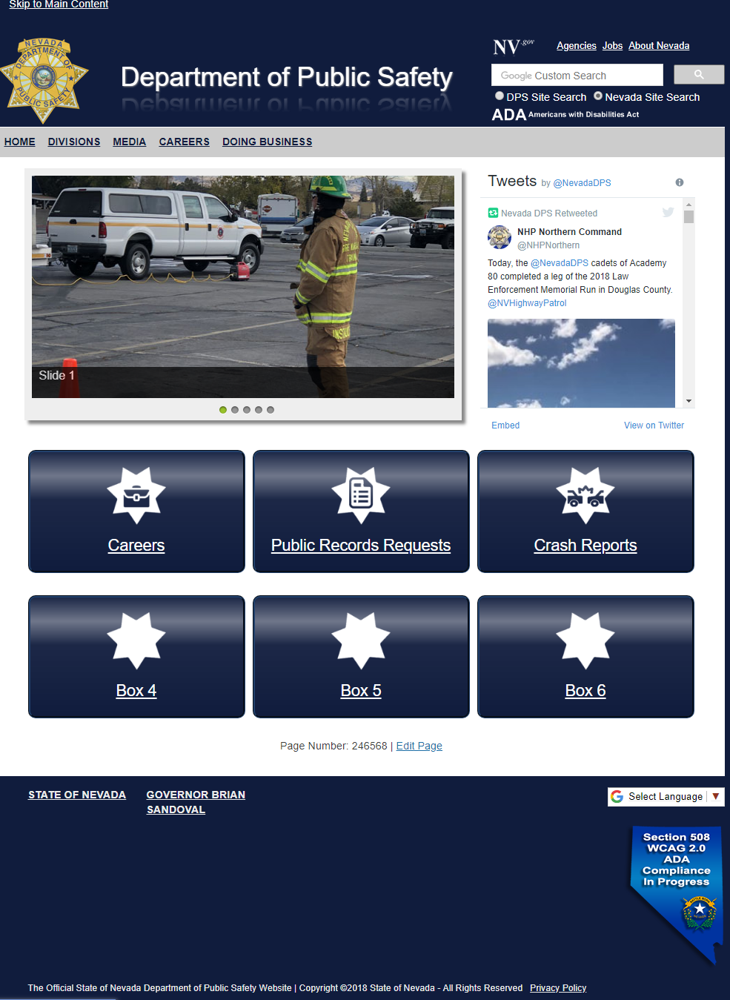 Skip to Main Content
NEVADA
DEPARTMENT OF
PUBLIC SAFETY
Department of Public Safety
NV.gov
Agencies Jobs About Nevada
Google Custom Search
DPS Site Search Nevada Site Search
ADA Americans with Disabilities Act
HOME DIVISIONS MEDIA CAREERS DOING BUSINESS
Slide 1
Tweets by @NevadaDPS
Nevada DPS Retweeted
NHP Northern Command
@NHPNorthern
Today, the @NevadaDPS cadets of Academy
80 completed a leg of the 2018 Law
Enforcement Memorial Run in Douglas County.
@NVHighwayPatrol
Embed View on Twitter
Careers
Public Records Requests
Crash Reports
Box 4
Box 5
Box 6
Page Number: 246568 | Edit Page
STATE OF NEVADA
GOVERNOR BRIAN
SANDOVAL
Select Language
Section 508
WCAG 2.0
ADA
Compliance
In Progress
The Official State of Nevada Department of Public Safety Website | Copyright ©2018 State of Nevada - All Rights Reserved Privacy Policy